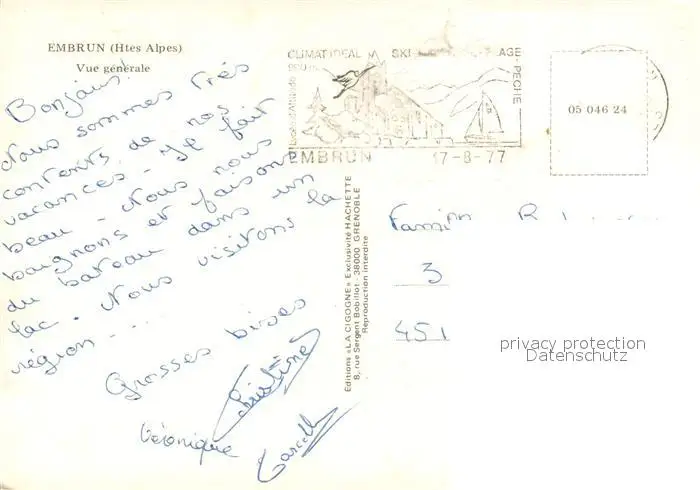 EMBRUN (Htes Alpes)
Vue générale
CLIMAT IDEAL SKI PLAGE · PECHE
EMBRUN 17-8-77
05 046 24
Bonjour!
Nous sommes très
contents de nos
vacances - Il fait
beau - Nous nous
baignons et faisons
du bateau dans un
lac. Nous visitons la
région - . . .
Grosses bises
Christine
Véronique
Marcelle
Editions «LA CIGOGNE» Exclusivité HACHETTE
8, rue Sergent Bobillot - 38000 GRENOBLE
Reproduction interdite
3
451
privacy protection
Datenschutz